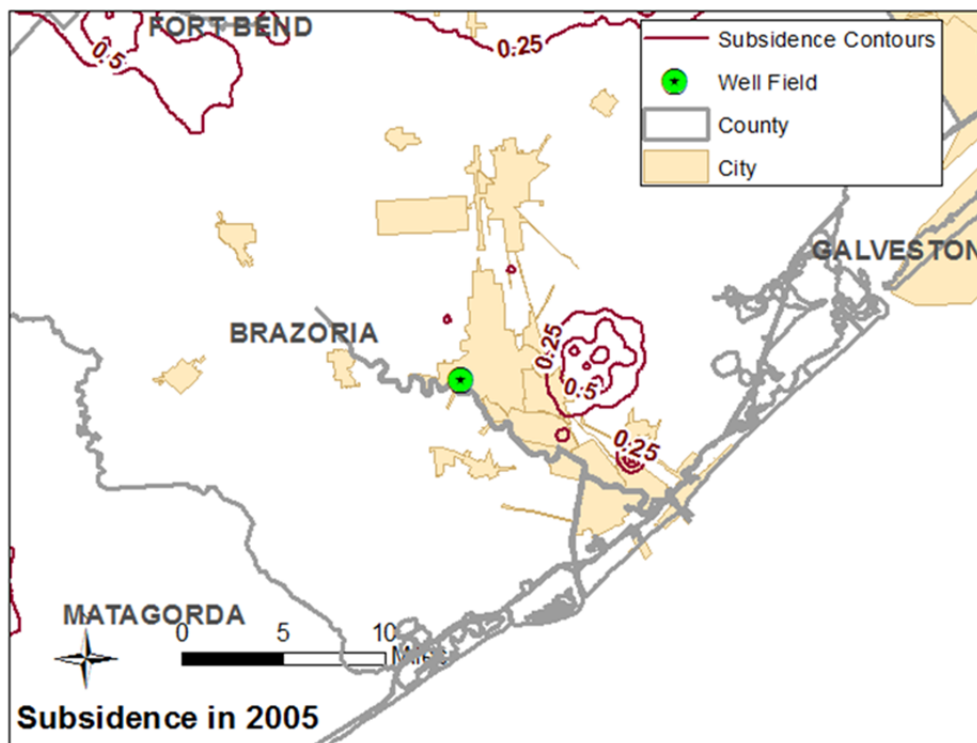 FORT BEND
0.5
0.25
Subsidence Contours
Well Field
County
City
GALVESTON
BRAZORIA
0.25
0.5
0.25
MATAGORDA
0 5 10
Miles
Subsidence in 2005